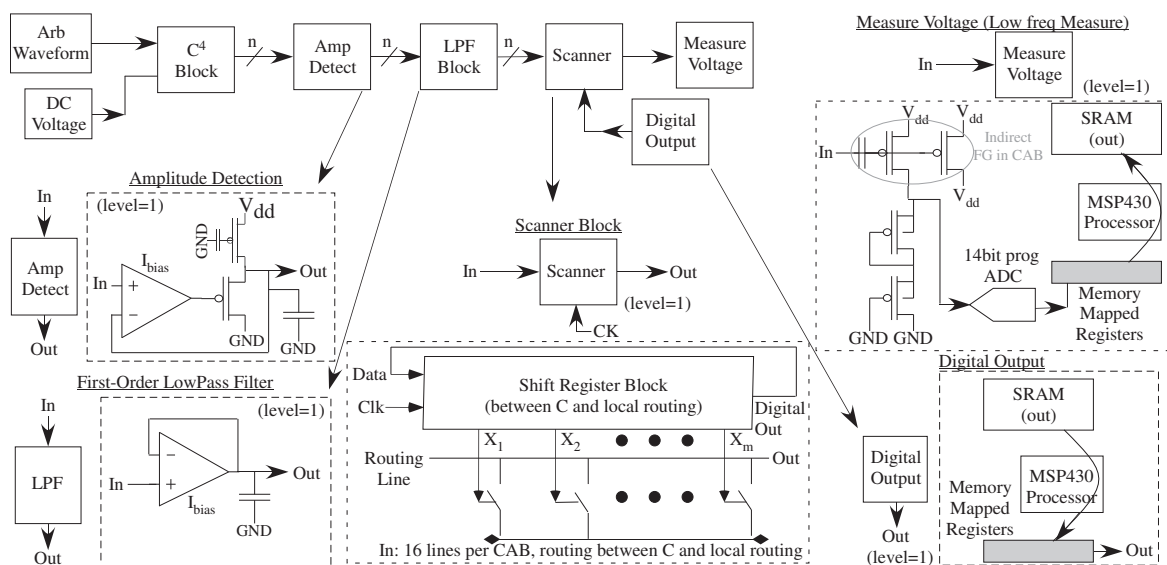 Arb
Waveform
DC
Voltage
C⁴
Block
n
Amp
Detect
n
LPF
Block
n
Scanner
Measure
Voltage
Digital
Output
Measure Voltage (Low freq Measure)
In
Measure
Voltage
(level=1)
Vdd
Vdd
Indirect
FG in CAB
In
Vdd
SRAM
(out)
MSP430
Processor
14bit prog
ADC
Memory
Mapped
Registers
GND GND
Amplitude Detection
In
Amp
Detect
Out
(level=1)
Vdd
GND
Ibias
In
+
−
Out
GND
GND
Scanner Block
In
Scanner
Out
(level=1)
CK
First-Order LowPass Filter
In
LPF
Out
(level=1)
−
+
In
Ibias
Out
GND
Data
Clk
Shift Register Block
(between C and local routing)
Digital
Out
X1
X2
Xm
Routing
Line
Out
In: 16 lines per CAB, routing between C and local routing
Digital Output
Digital
Output
Out
(level=1)
SRAM
(out)
MSP430
Processor
Memory
Mapped
Registers
Out